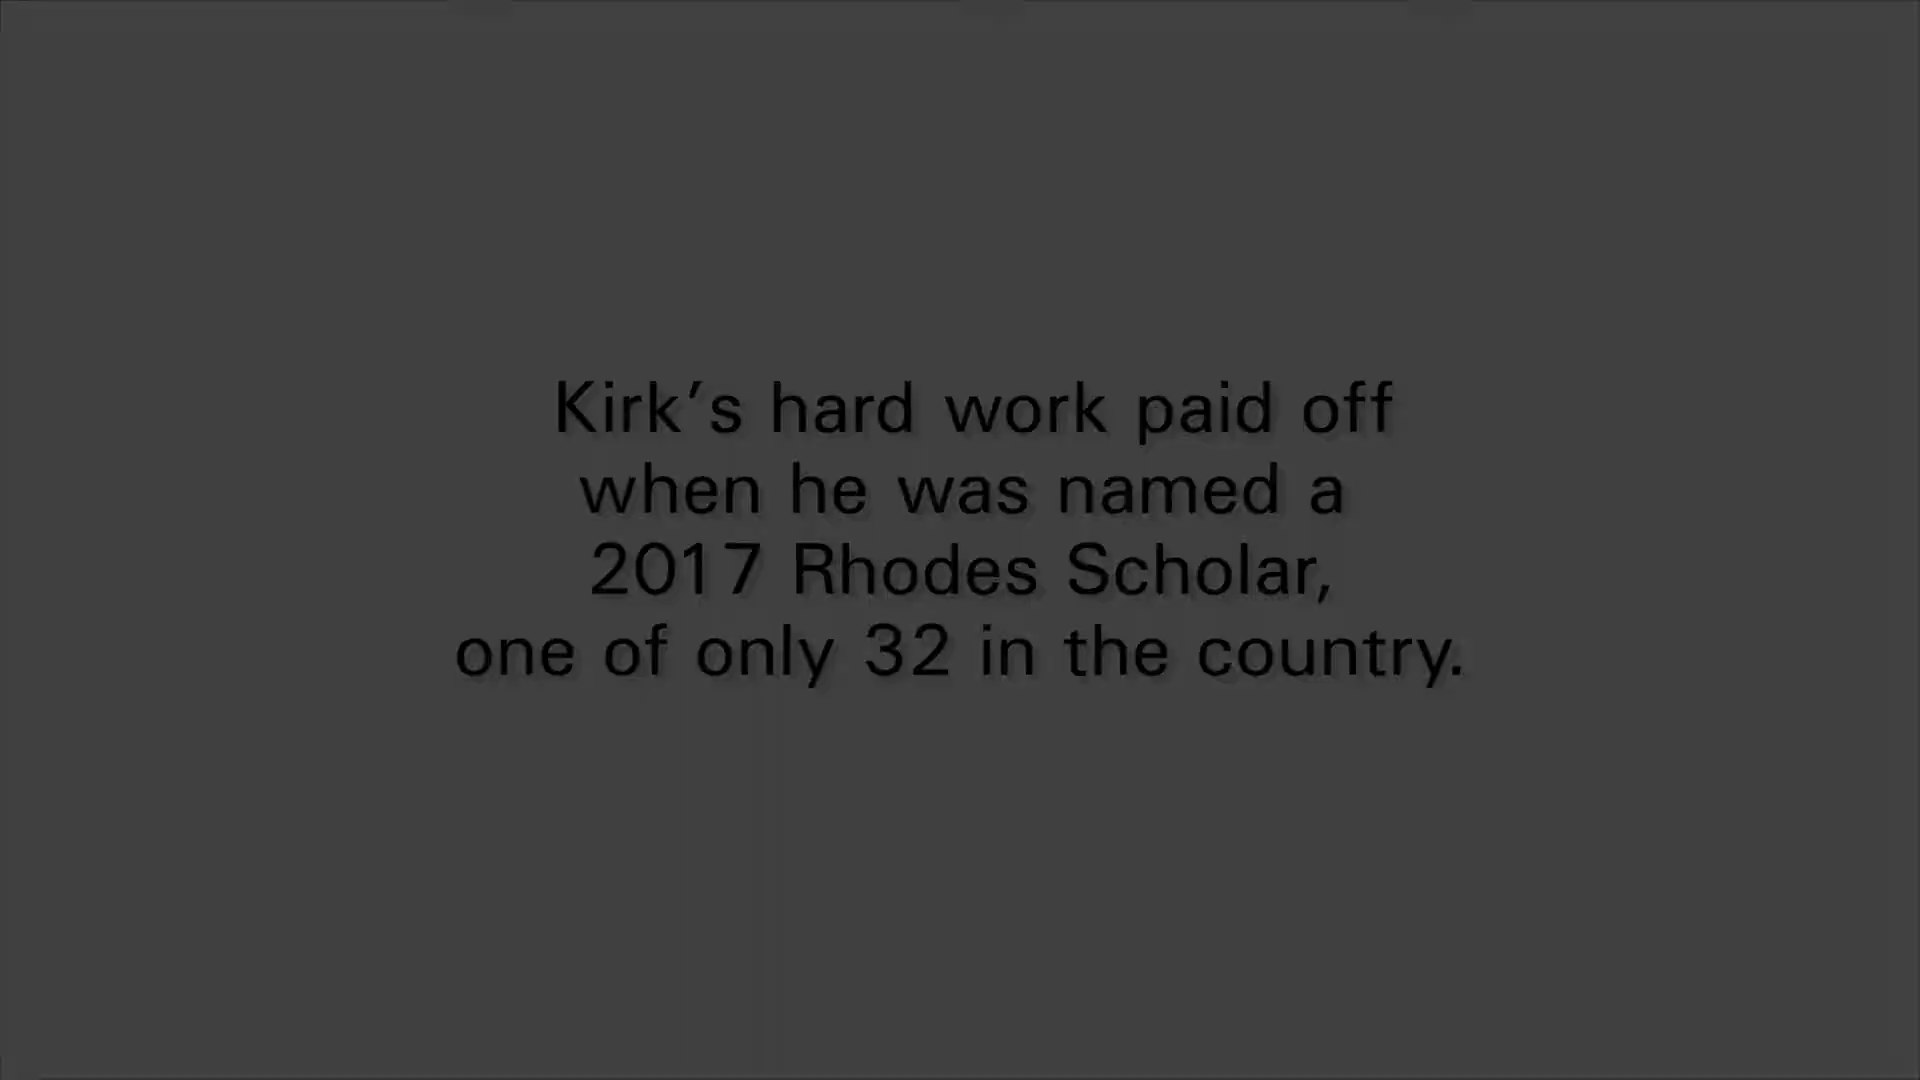 Kirk’s hard work paid off
when he was named a
2017 Rhodes Scholar,
one of only 32 in the country.